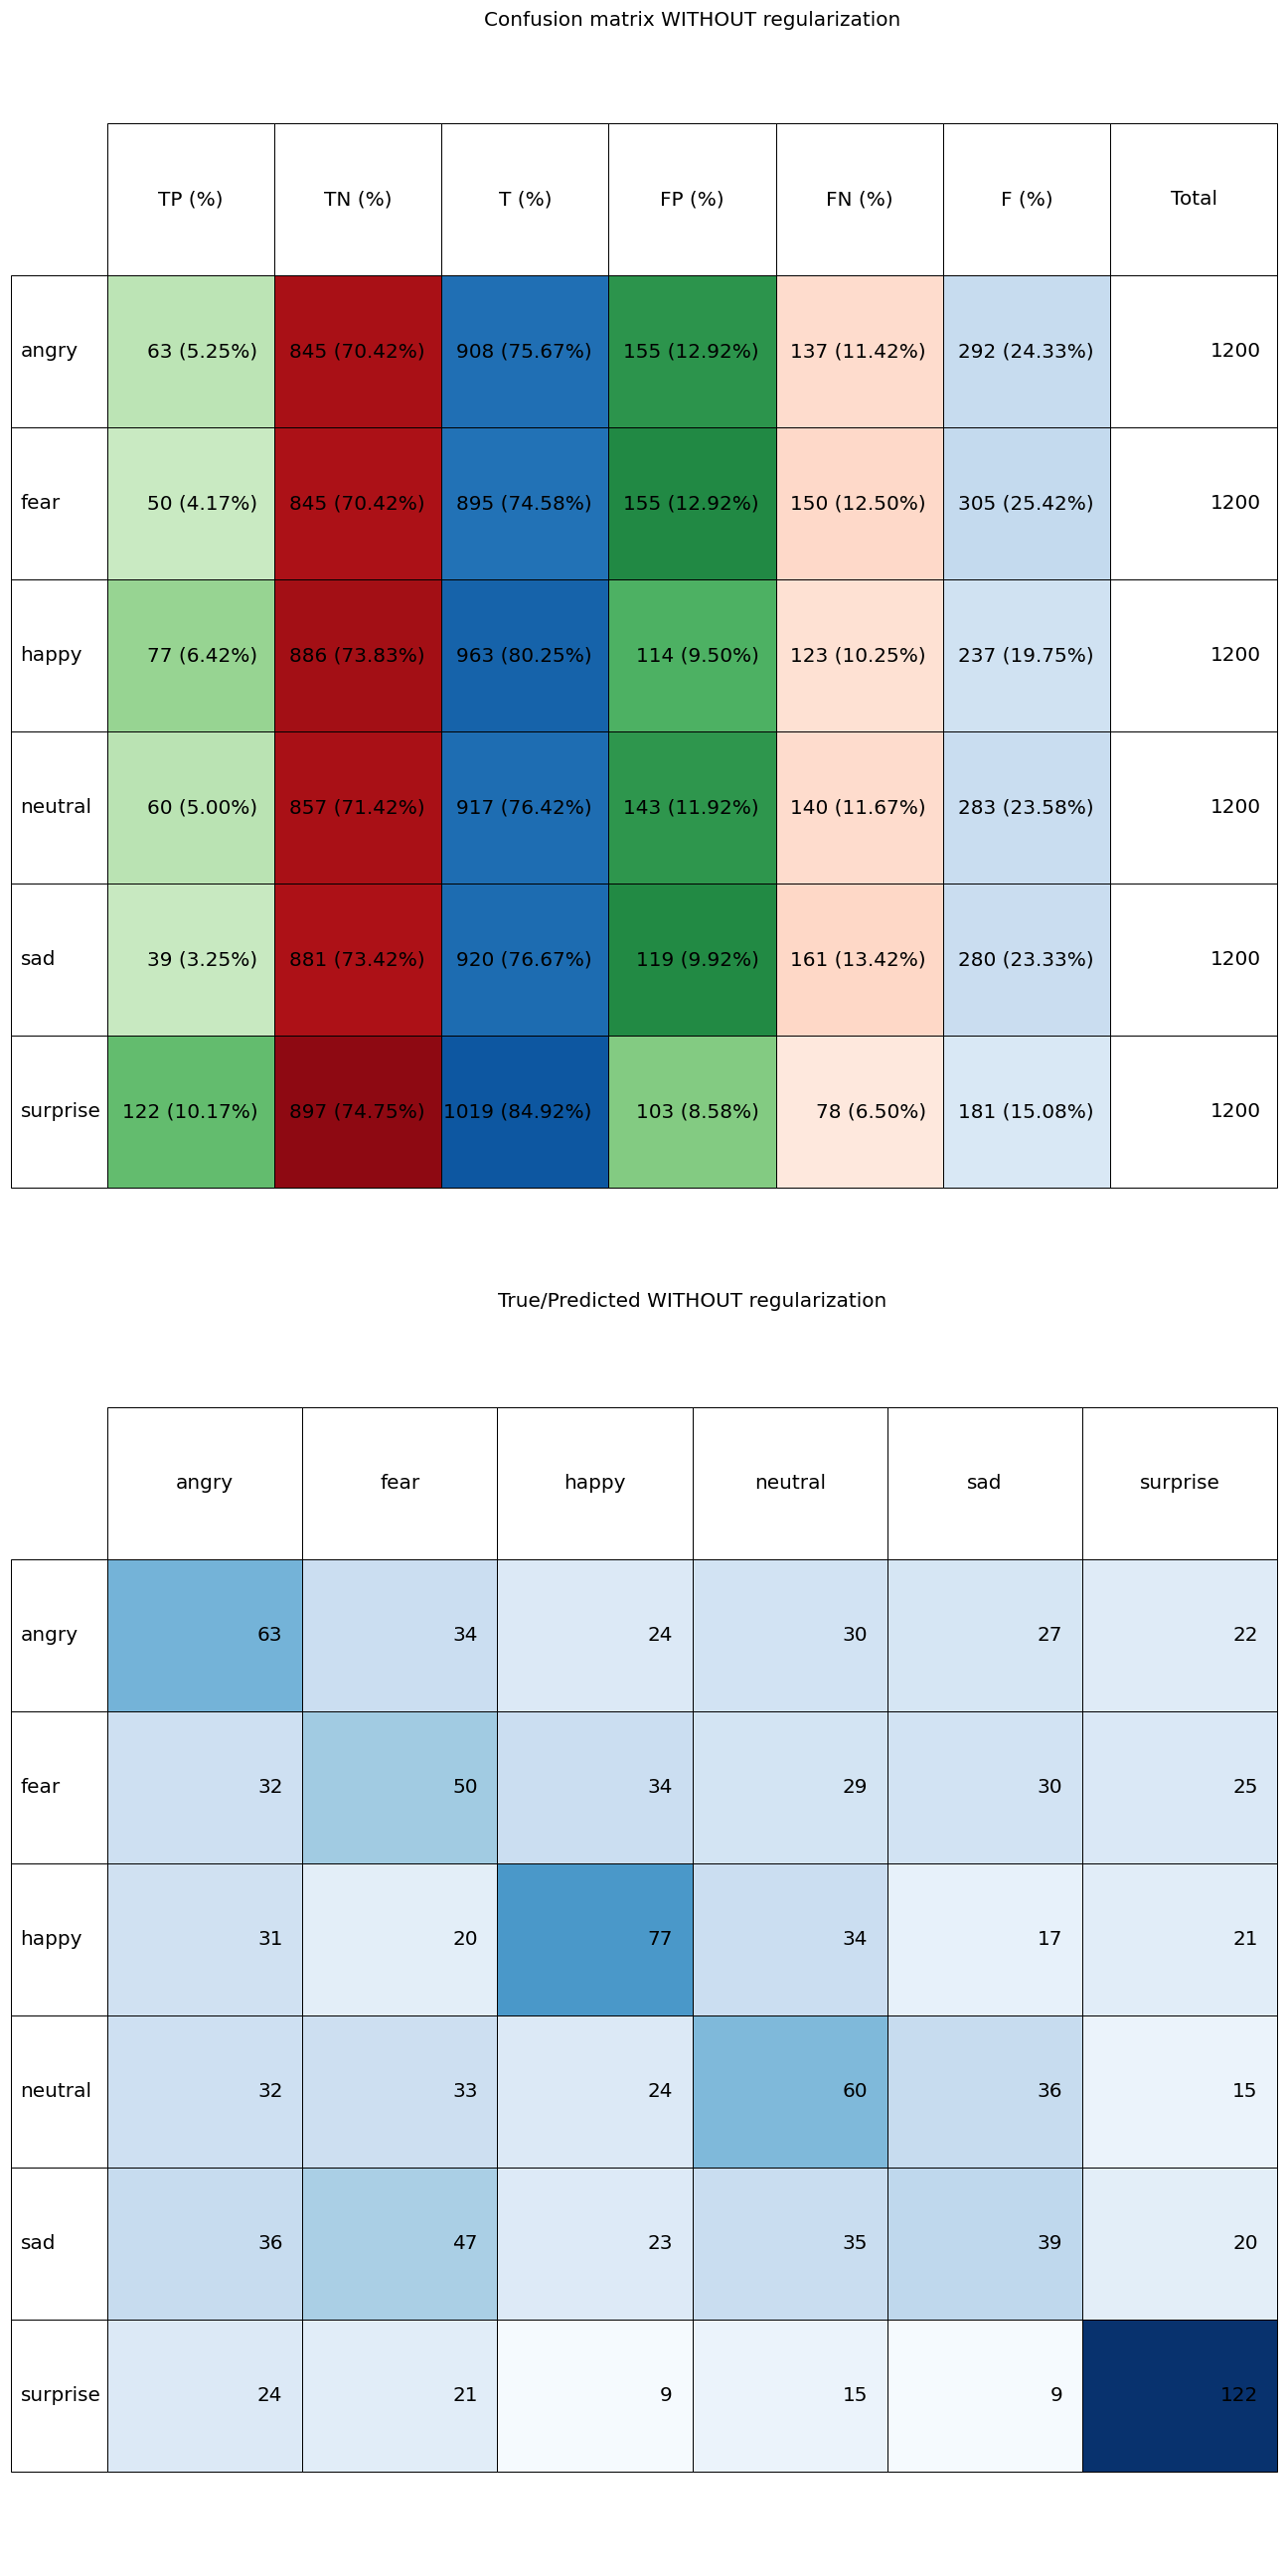 Confusion matrix WITHOUT regularization
TP (%) TN (%) T (%) FP (%) FN (%) F (%) Total
angry 63 (5.25%) 845 (70.42%) 908 (75.67%) 155 (12.92%) 137 (11.42%) 292 (24.33%) 1200
fear 50 (4.17%) 845 (70.42%) 895 (74.58%) 155 (12.92%) 150 (12.50%) 305 (25.42%) 1200
happy 77 (6.42%) 886 (73.83%) 963 (80.25%) 114 (9.50%) 123 (10.25%) 237 (19.75%) 1200
neutral 60 (5.00%) 857 (71.42%) 917 (76.42%) 143 (11.92%) 140 (11.67%) 283 (23.58%) 1200
sad 39 (3.25%) 881 (73.42%) 920 (76.67%) 119 (9.92%) 161 (13.42%) 280 (23.33%) 1200
surprise 122 (10.17%) 897 (74.75%) 1019 (84.92%) 103 (8.58%) 78 (6.50%) 181 (15.08%) 1200
True/Predicted WITHOUT regularization
angry fear happy neutral sad surprise
angry 63 34 24 30 27 22
fear 32 50 34 29 30 25
happy 31 20 77 34 17 21
neutral 32 33 24 60 36 15
sad 36 47 23 35 39 20
surprise 24 21 9 15 9 122